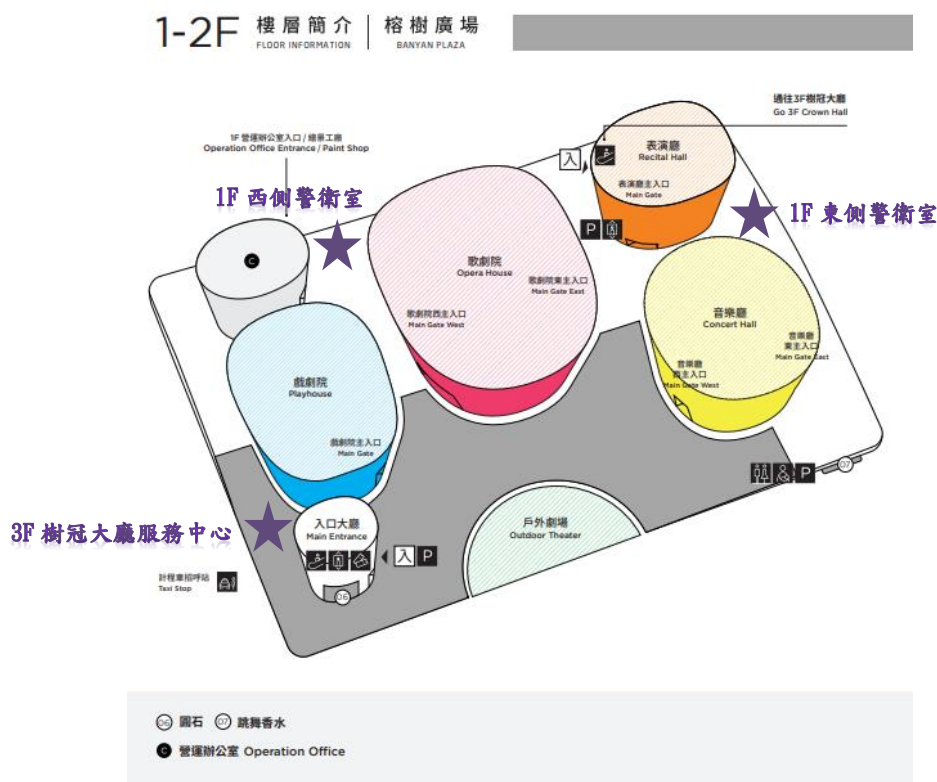 1-2F 樓層簡介 榕樹廣場
FLOOR INFORMATION BANYAN PLAZA
通往3F樹冠大廳
Go 3F Crown Hall
1F 營運辦公室入口 / 繪景工廠
Operation Office Entrance / Paint Shop
表演廳
Recital Hall
入
表演廳主入口
Main Gate
1F 西側警衛室
1F 東側警衛室
P
C
歌劇院
Opera House
歌劇院東主入口
Main Gate East
歌劇院西主入口
Main Gate West
音樂廳
Concert Hall
音樂廳
東主入口
Main Gate East
音樂廳
西主入口
Main Gate West
戲劇院
Playhouse
戲劇院主入口
Main Gate
P
07
3F 樹冠大廳服務中心
入口大廳
Main Entrance
戶外劇場
Outdoor Theater
入 P
計程車招呼站
Taxi Stop
06
06 圓石 07 跳舞香水
C 營運辦公室 Operation Office